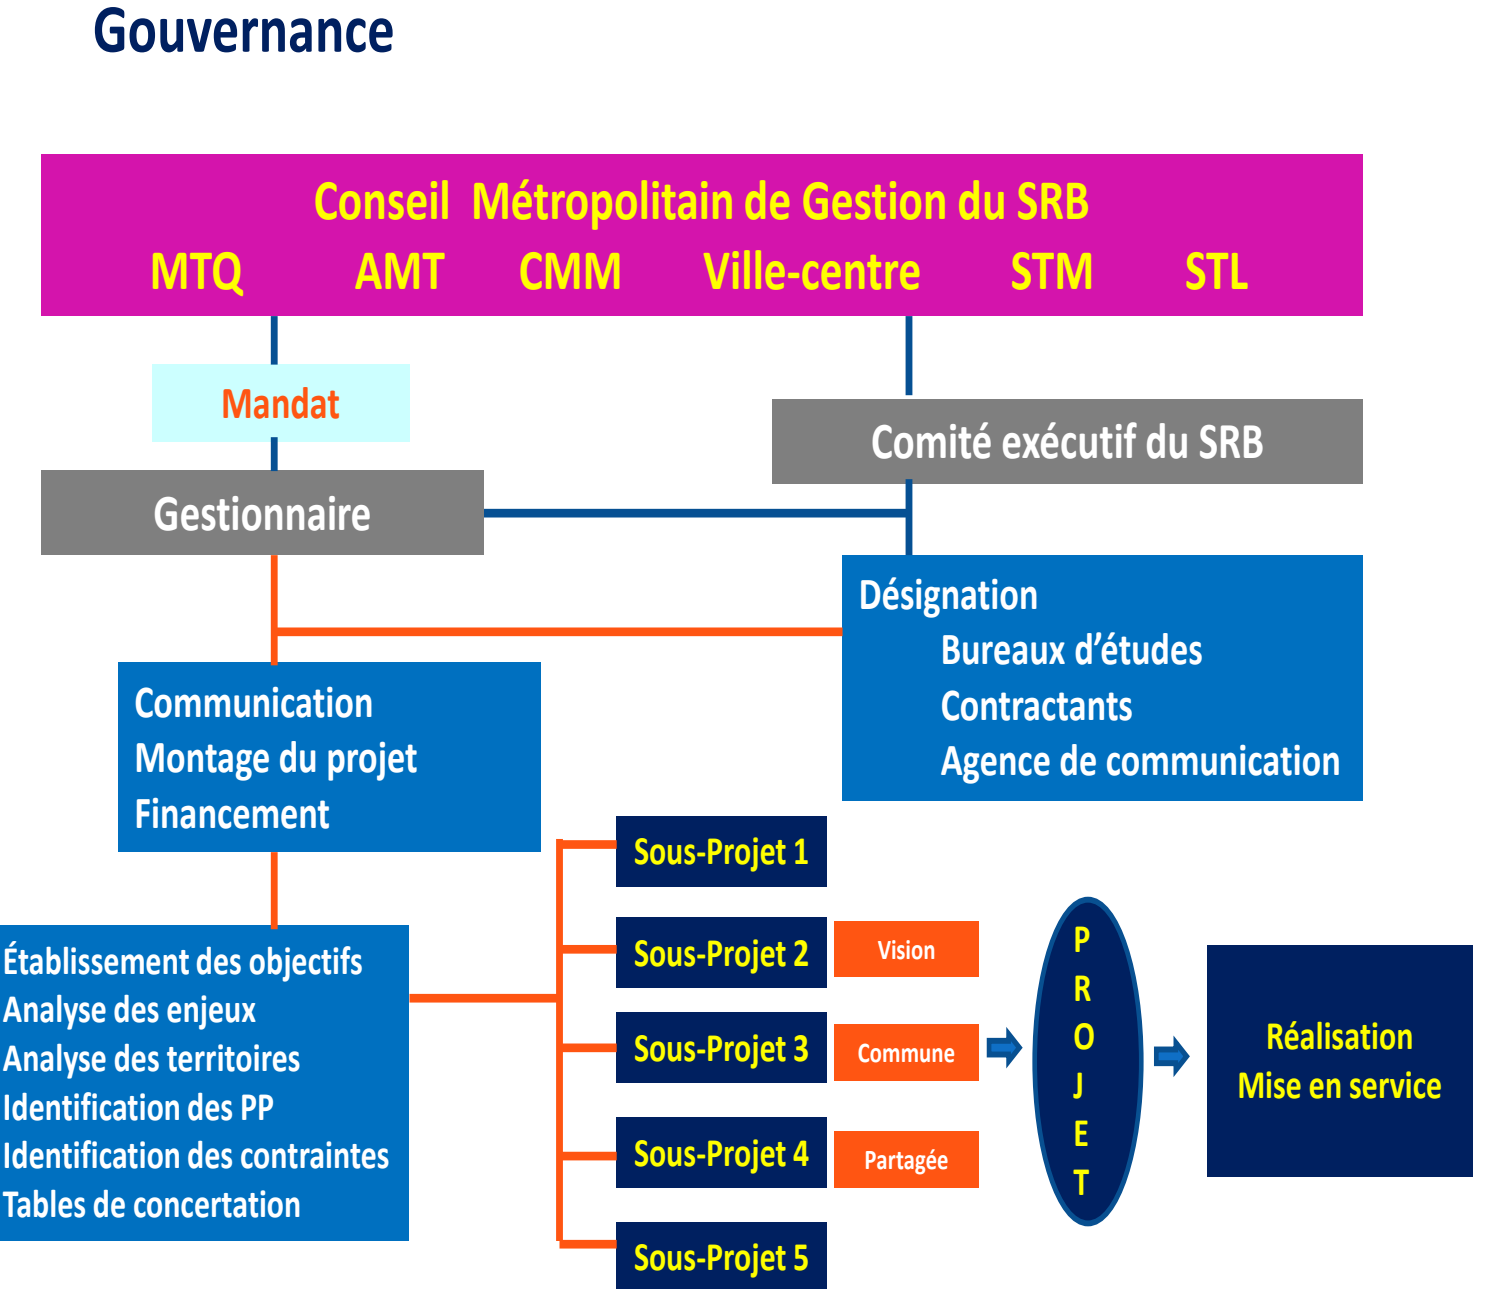 Gouvernance
Conseil Métropolitain de Gestion du SRB
MTQ AMT CMM Ville-centre STM STL
Mandat
Comité exécutif du SRB
Gestionnaire
Désignation
Bureaux d’études
Contractants
Agence de communication
Communication
Montage du projet
Financement
Établissement des objectifs
Analyse des enjeux
Analyse des territoires
Identification des PP
Identification des contraintes
Tables de concertation
Sous-Projet 1
Sous-Projet 2
Sous-Projet 3
Sous-Projet 4
Sous-Projet 5
Vision
Commune
Partagée
P
R
O
J
E
T
Réalisation
Mise en service